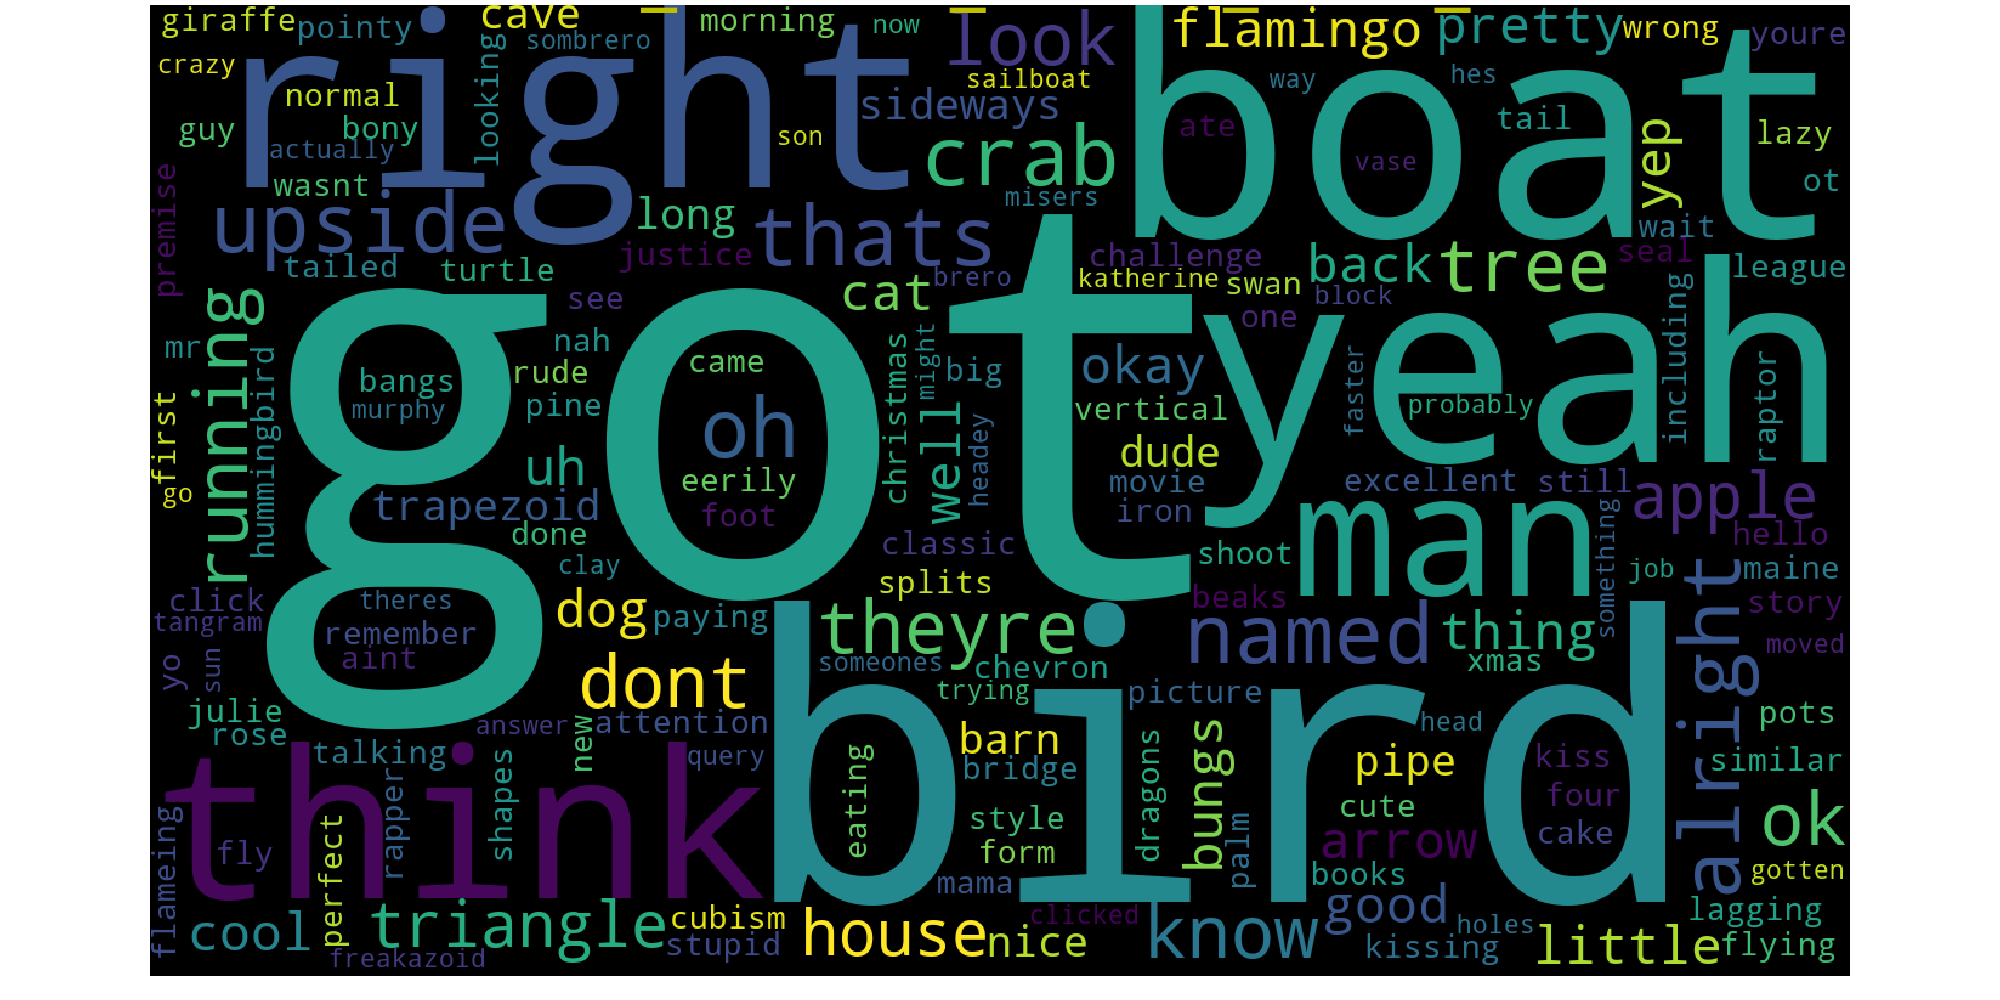 giraffe
pointy
cave
morning
now
look
flamingo
pretty
wrong
youre
crazy
right
looking
sombrero
sailboat
boat
way
hes
normal
sideways
guy
bony
son
crab
ate
tail
yep
lazy
actually
vase
premise
wasnt
misers
ot
upside
long
thats
wait
justice
challenge
back
tree
seal
tailed
turtle
brero
katherine
swan
league
running
see
cat
block
including
got
one
yeah
mr
nah
came
christmas
might
big
okay
faster
raptor
hummingbird
bangs
rude
first
murphy
pine
oh
well
headey
vertical
probably
uh
dude
go
trapezoid
eerily
movie
excellent
still
apple
foot
iron
man
something
done
classic
shoot
hello
clay
splits
job
maine
alright
click
theres
dog
paying
theyre
beaks
named
story
tangram
remember
bird
thing
yo
sun
aint
someones
chevron
xmas
moved
dont
trying
picture
julie
rose
answer
attention
new
head
pots
talking
think
shapes
query
eating
barn
bridge
dragons
bungs
pipe
kiss
similar
rapper
four
flameing
fly
perfect
style
form
palm
cute
arrow
cake
ok
books
mama
gotten
cool
triangle
cubism
house
clicked
know
good
holes
lagging
stupid
nice
kissing
little
flying
freakazoid